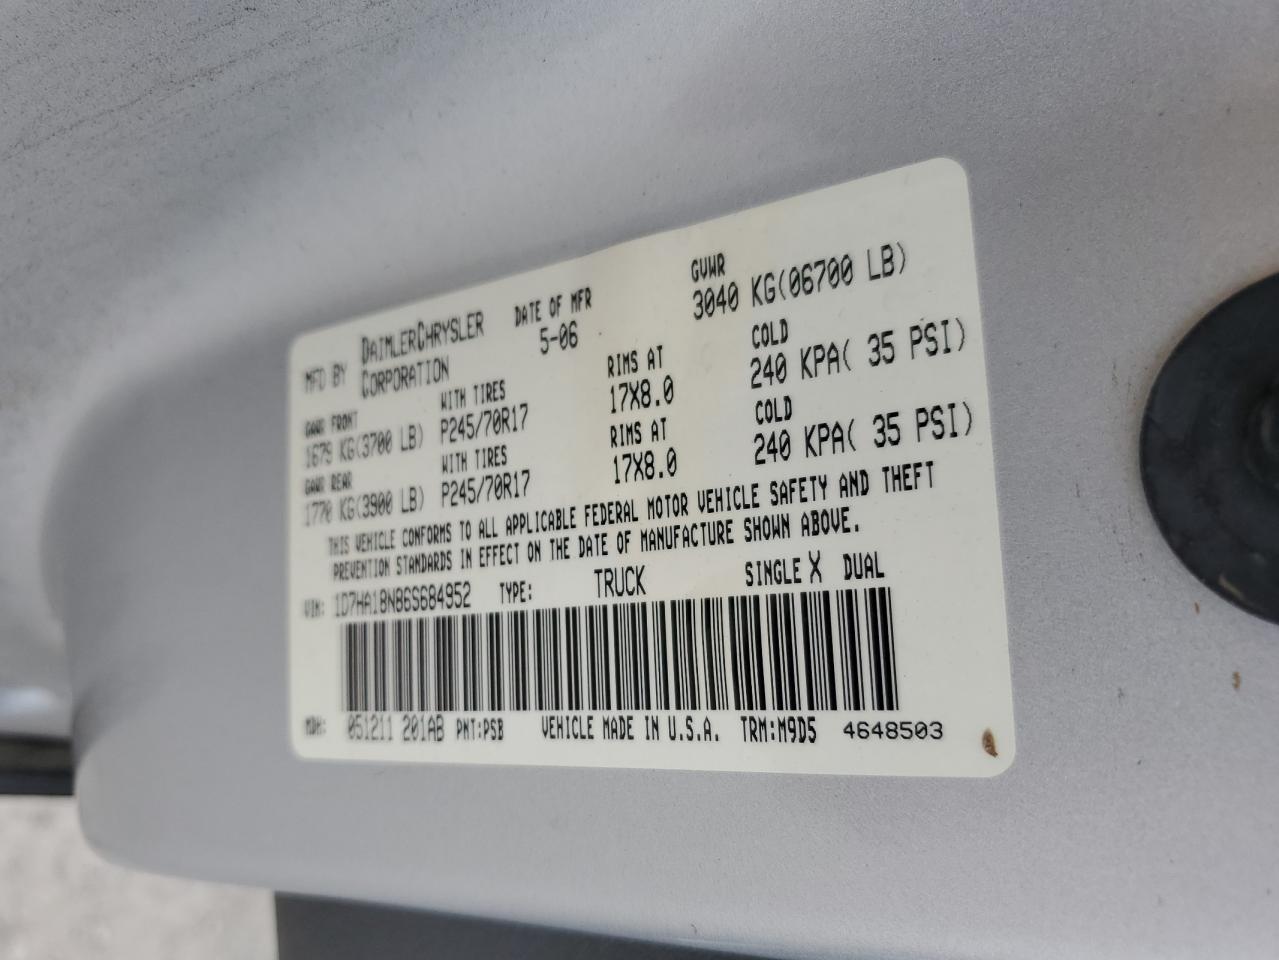 MFD BY DAIMLERCHRYSLER CORPORATION DATE OF MFR 5-06 GVWR 3040 KG(06700 LB)
GAWR FRONT WITH TIRES RIMS AT COLD
1679 KG(3700 LB) P245/70R17 17X8.0 240 KPA( 35 PSI)
GAWR REAR WITH TIRES RIMS AT COLD
1770 KG(3900 LB) P245/70R17 17X8.0 240 KPA( 35 PSI)
THIS VEHICLE CONFORMS TO ALL APPLICABLE FEDERAL MOTOR VEHICLE SAFETY AND THEFT
PREVENTION STANDARDS IN EFFECT ON THE DATE OF MANUFACTURE SHOWN ABOVE.
VIN: 1D7HA18N86S684952 TYPE: TRUCK SINGLE X DUAL
MDH: 051211 201AB PNT:PSB VEHICLE MADE IN U.S.A. TRM:M9D5 4648503